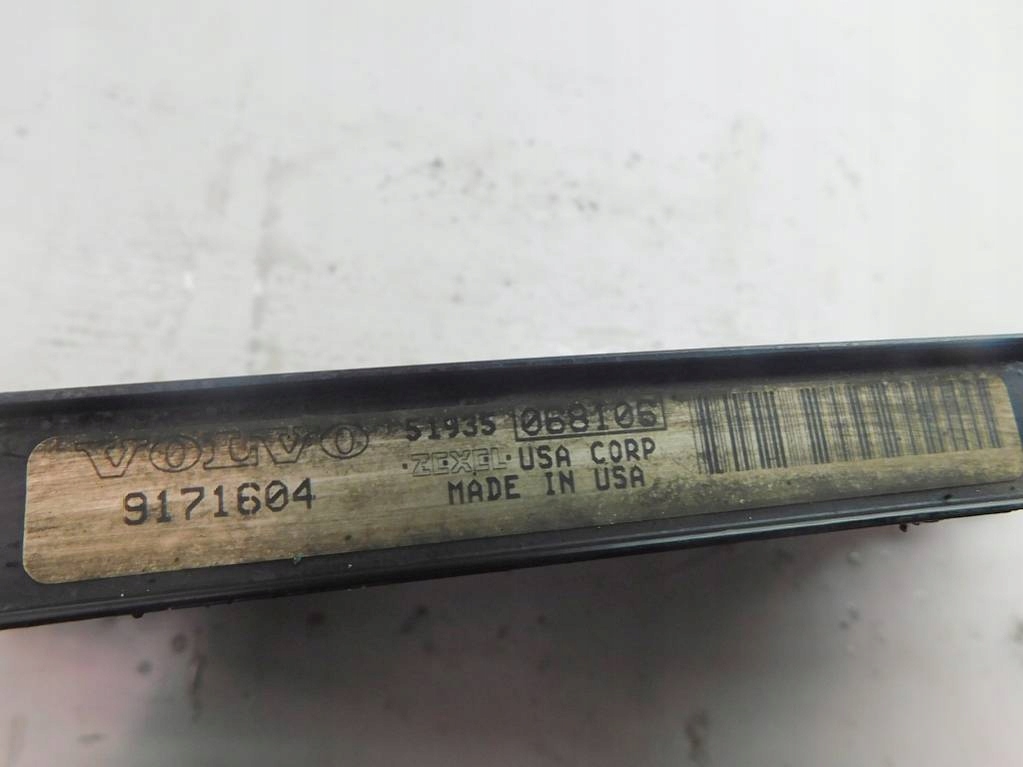 VOLVO
9171604
51935 068106
·ZEXEL· USA CORP
MADE IN USA